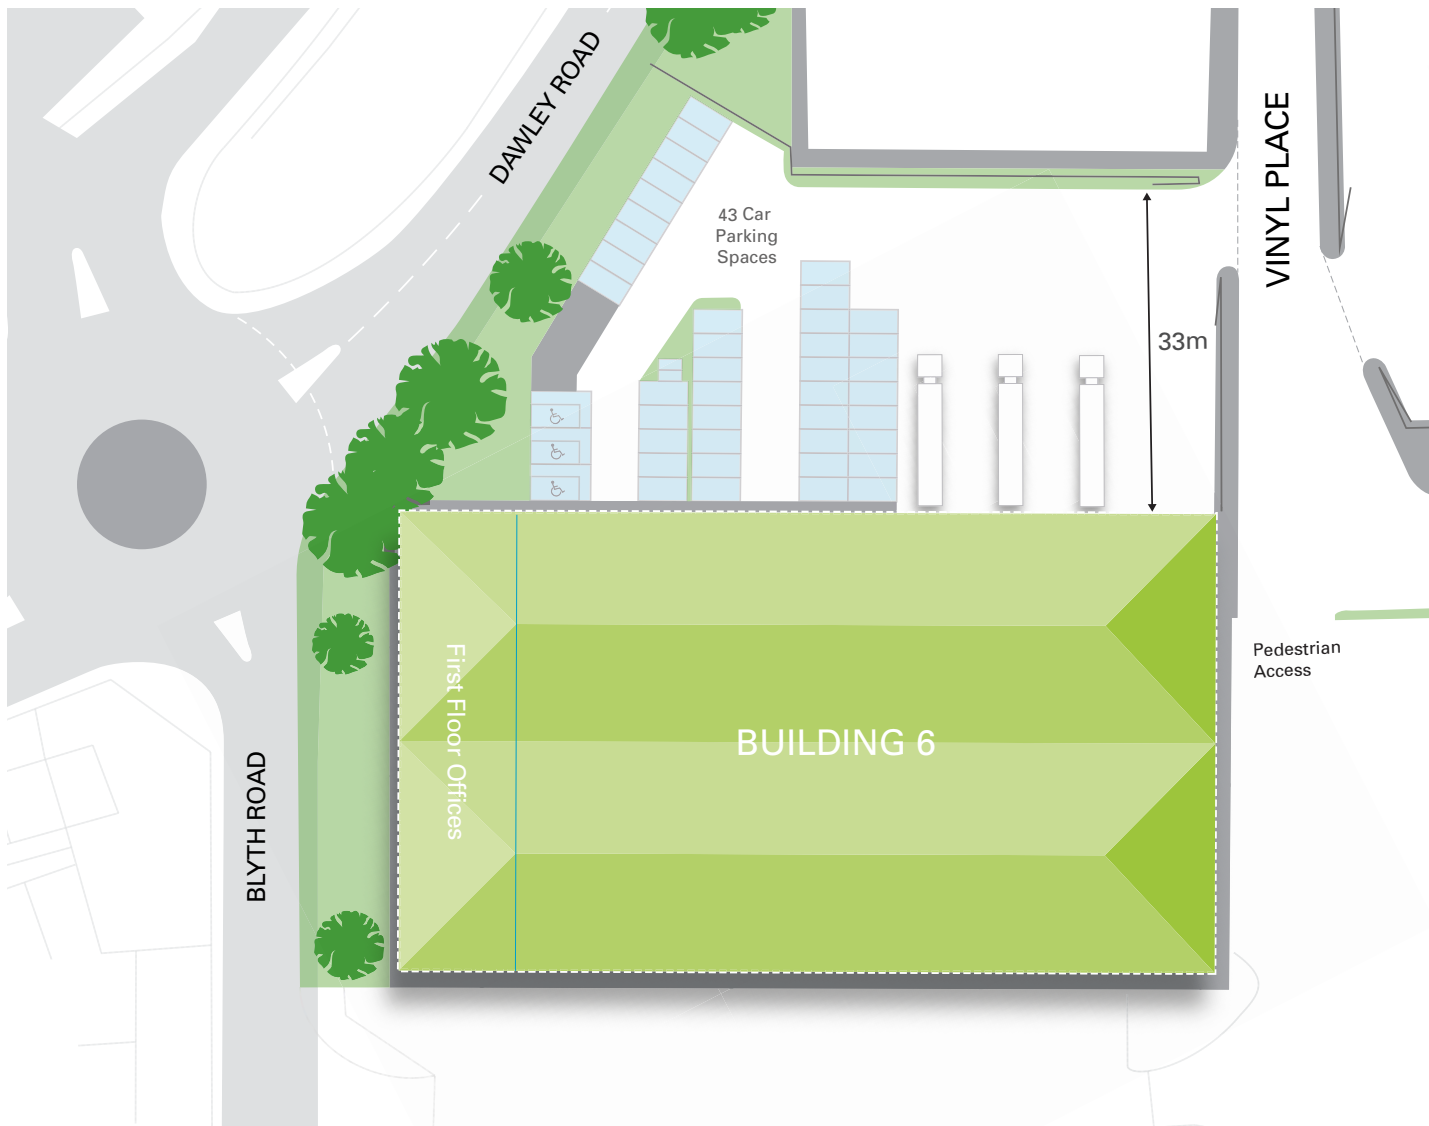 DAWLEY ROAD
VINYL PLACE
43 Car
Parking
Spaces
33m
First Floor Offices
Pedestrian
Access
BUILDING 6
BLYTH ROAD